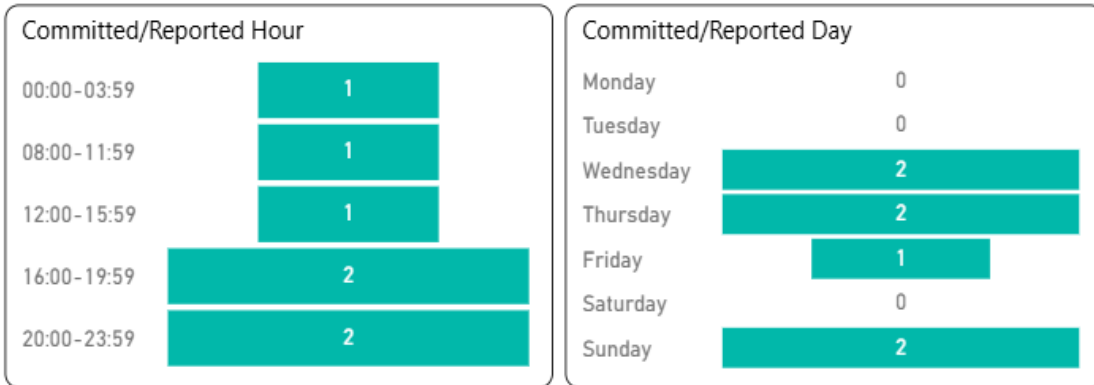 Committed/Reported Hour
00:00-03:59 1
08:00-11:59 1
12:00-15:59 1
16:00-19:59 2
20:00-23:59 2
Committed/Reported Day
Monday 0
Tuesday 0
Wednesday 2
Thursday 2
Friday 1
Saturday 0
Sunday 2